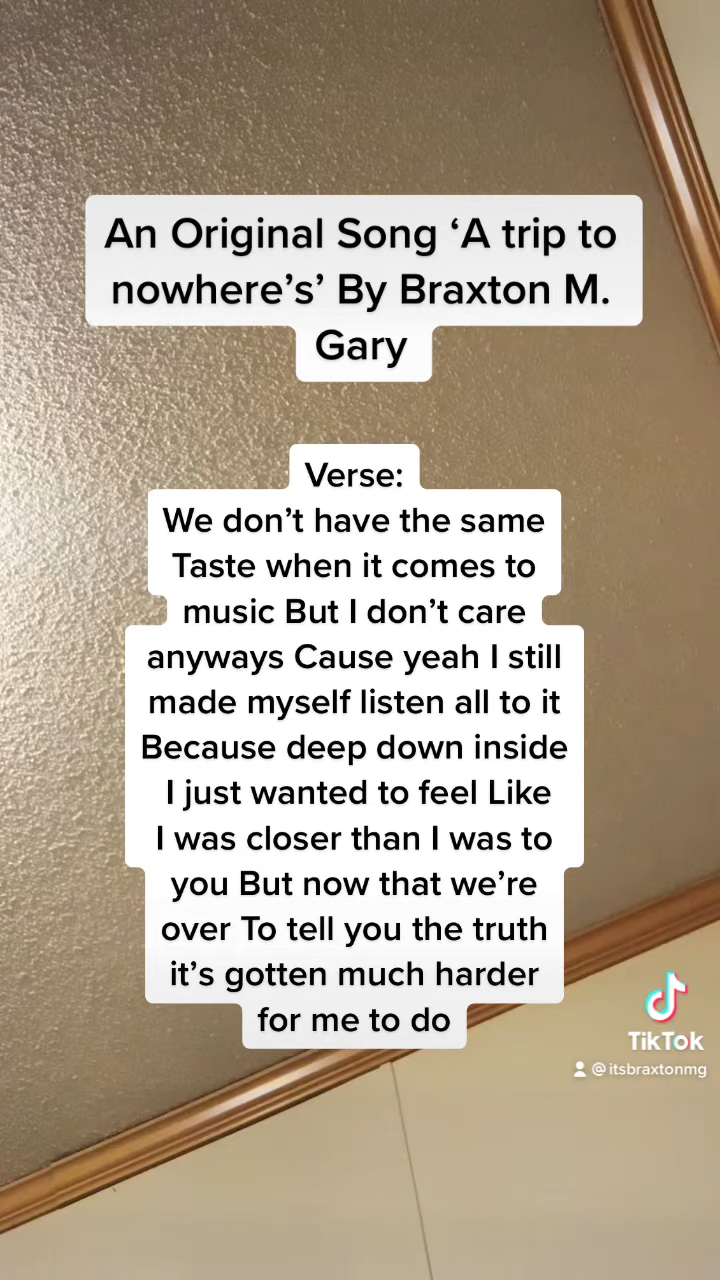 An Original Song ‘A trip to
nowhere’s’ By Braxton M.
Gary
Verse:
We don’t have the same
Taste when it comes to
music But I don’t care
anyways Cause yeah I still
made myself listen all to it
Because deep down inside
I just wanted to feel Like
I was closer than I was to
you But now that we’re
over To tell you the truth
it’s gotten much harder
for me to do
TikTok
@itsbraxtonmg